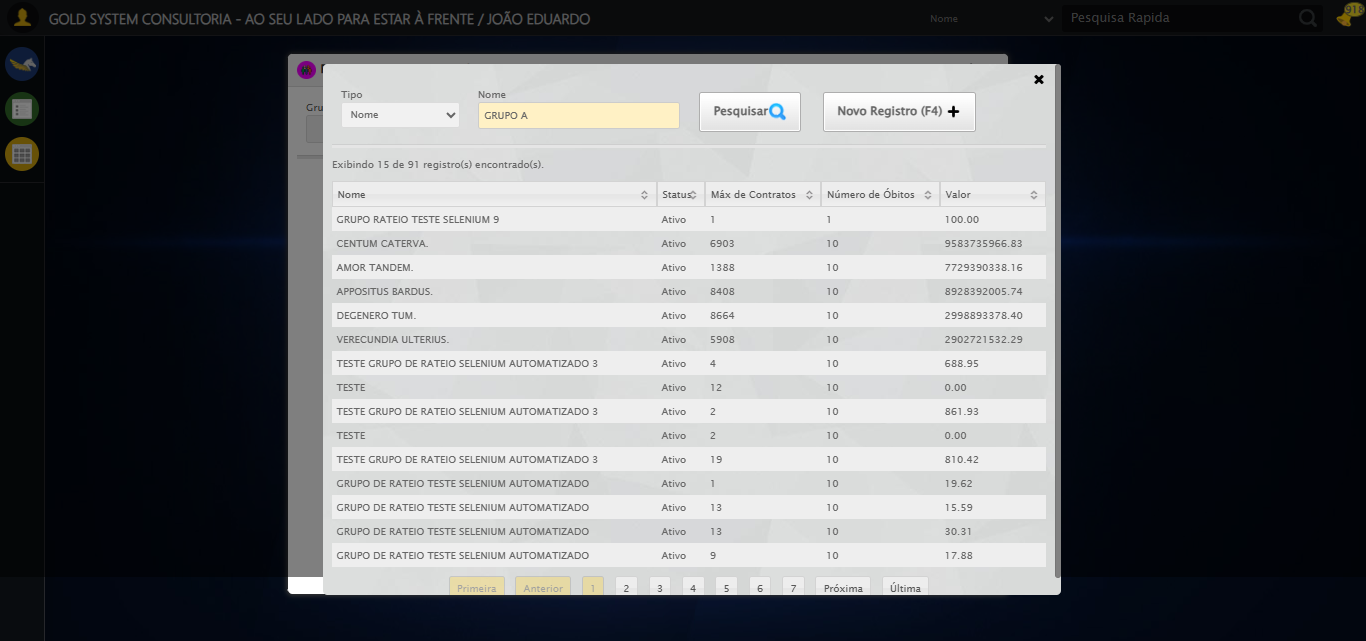 GOLD SYSTEM CONSULTORIA - AO SEU LADO PARA ESTAR À FRENTE / JOÃO EDUARDO
Nome
Pesquisa Rapida
918
Gru
Tipo
Nome
Nome
GRUPO A
Pesquisar
Novo Registro (F4)
Exibindo 15 de 91 registro(s) encontrado(s).
Nome Status Máx de Contratos Número de Óbitos Valor
GRUPO RATEIO TESTE SELENIUM 9 Ativo 1 1 100.00
CENTUM CATERVA. Ativo 6903 10 9583735966.83
AMOR TANDEM. Ativo 1388 10 7729390338.16
APPOSITUS BARDUS. Ativo 8408 10 8928392005.74
DEGENERO TUM. Ativo 8664 10 2998893378.40
VERECUNDIA ULTERIUS. Ativo 5908 10 2902721532.29
TESTE GRUPO DE RATEIO SELENIUM AUTOMATIZADO 3 Ativo 4 10 688.95
TESTE Ativo 12 10 0.00
TESTE GRUPO DE RATEIO SELENIUM AUTOMATIZADO 3 Ativo 2 10 861.93
TESTE Ativo 2 10 0.00
TESTE GRUPO DE RATEIO SELENIUM AUTOMATIZADO 3 Ativo 19 10 810.42
GRUPO DE RATEIO TESTE SELENIUM AUTOMATIZADO Ativo 1 10 19.62
GRUPO DE RATEIO TESTE SELENIUM AUTOMATIZADO Ativo 13 10 15.59
GRUPO DE RATEIO TESTE SELENIUM AUTOMATIZADO Ativo 13 10 30.31
GRUPO DE RATEIO TESTE SELENIUM AUTOMATIZADO Ativo 9 10 17.88
Primeira Anterior 1 2 3 4 5 6 7 Próxima Última